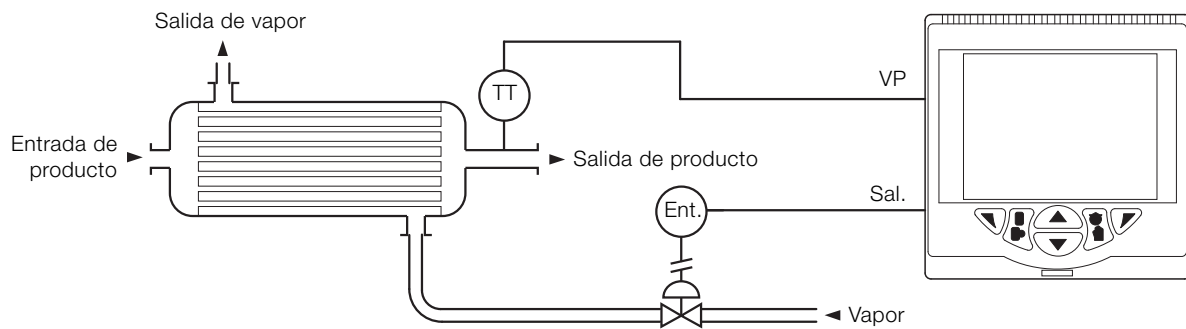 Salida de vapor
TT
VP
Entrada de
producto
Salida de producto
Ent.
Sal.
Vapor